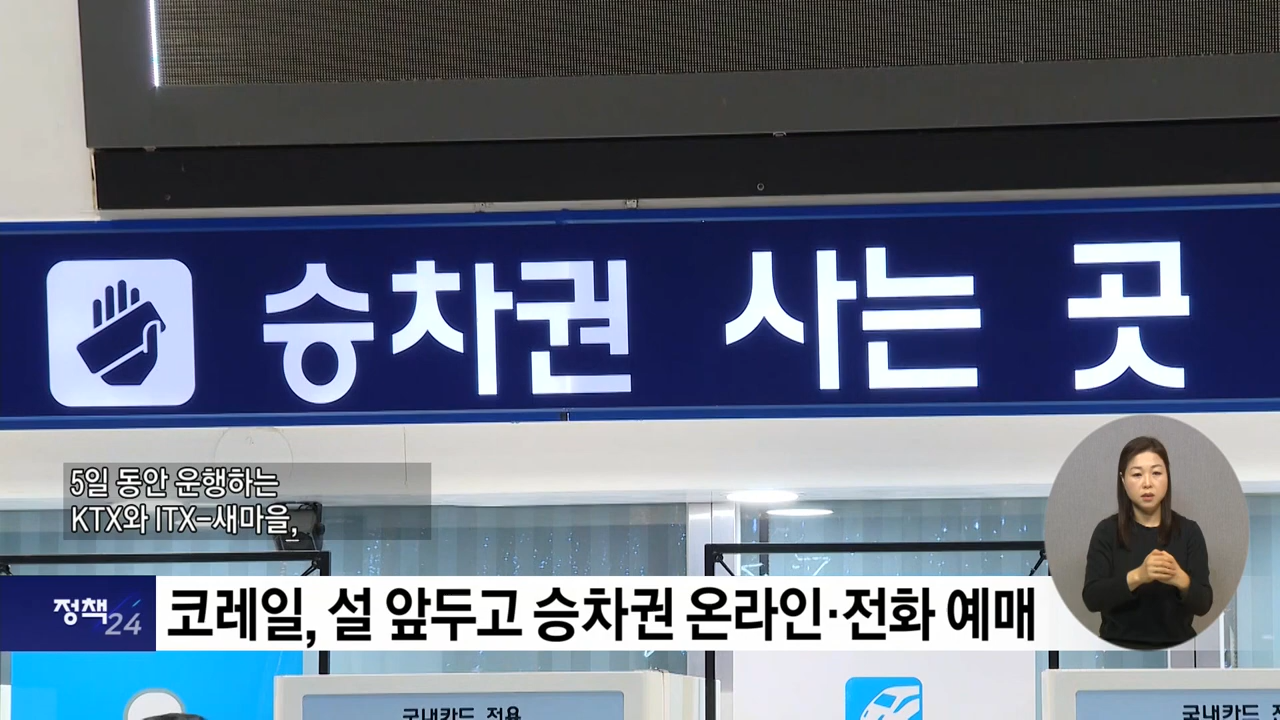 승차권 사는 곳
5일 동안 운행하는
KTX와 ITX-새마을,
정책24
코레일, 설 앞두고 승차권 온라인·전화 예매
국내카드 전용
국내카드 전